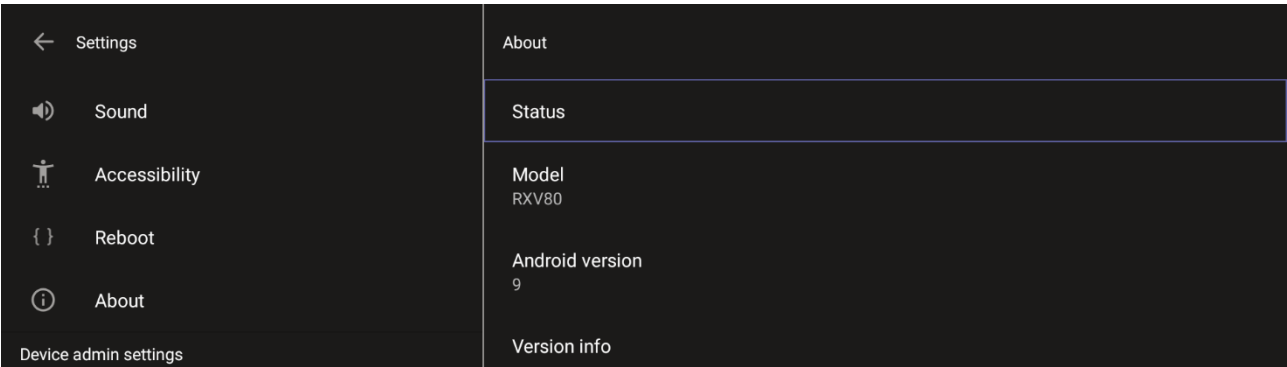 Settings
Sound
Accessibility
{ } Reboot
About
Device admin settings
About
Status
Model
RXV80
Android version
9
Version info